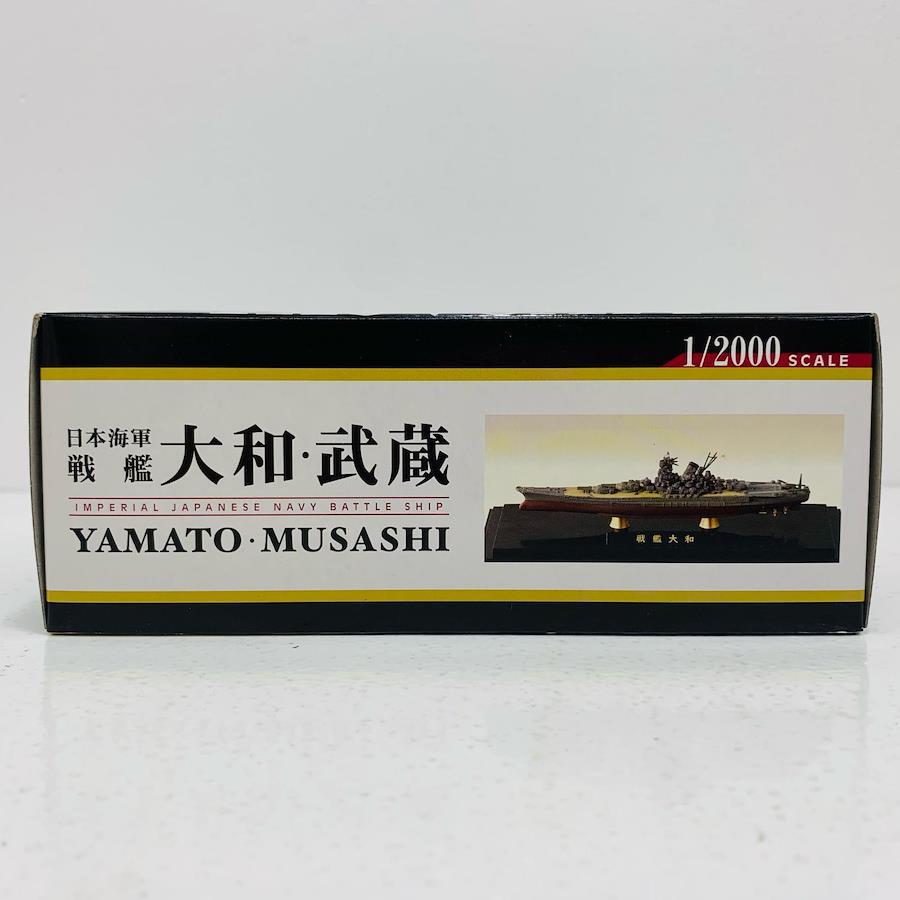 1/2000 SCALE
日本海軍
戦艦 大和・武蔵
IMPERIAL JAPANESE NAVY BATTLE SHIP
YAMATO・MUSASHI
戦艦大和